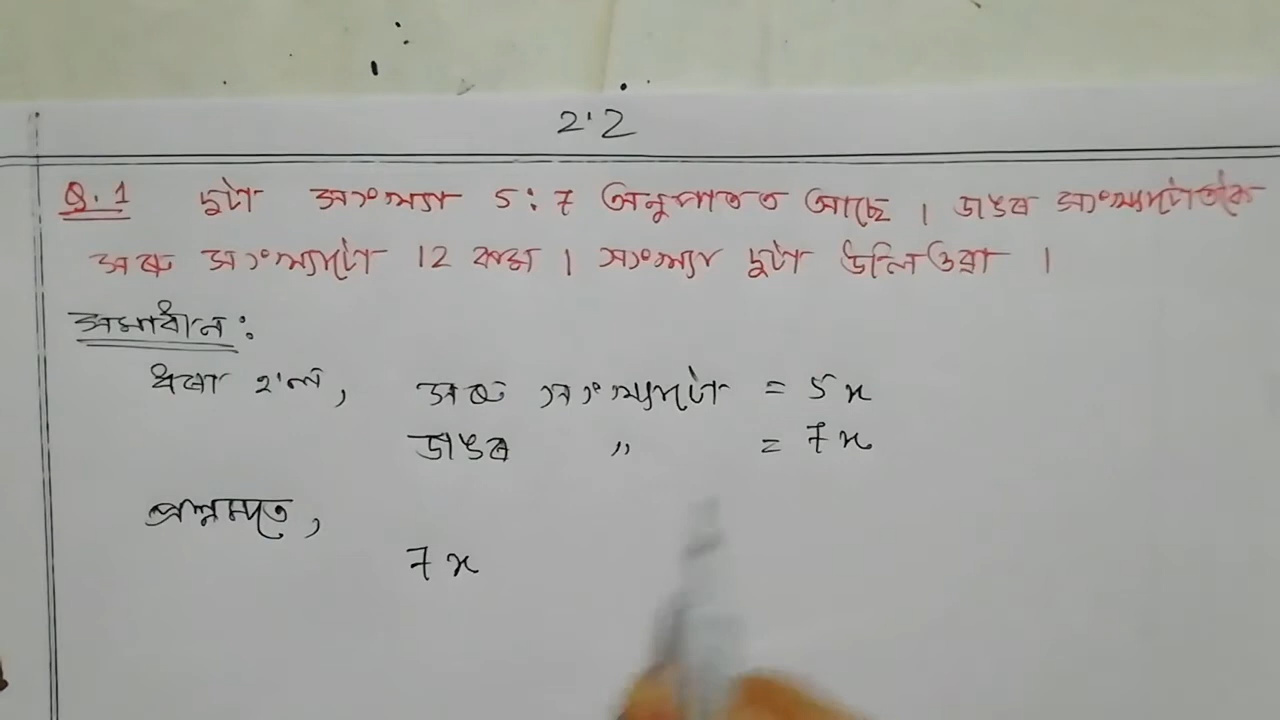 2.2
Q.1 দুটা সংখ্যা 5:7 অনুপাতত আছে । ডাঙৰ সংখ্যাটোতকৈ
সৰু সংখ্যাটো 12 কম । সংখ্যা দুটা উলিওৱা ।
সমাধান :
ধৰা হ'ল, সৰু সংখ্যাটো = 5x
ডাঙৰ " = 7x
প্ৰশ্নমতে,
7x